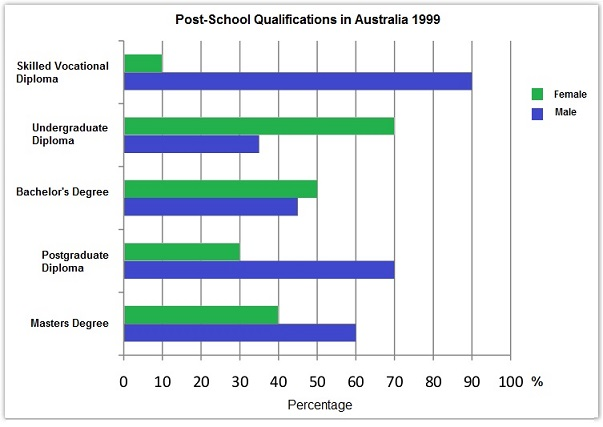 Post-School Qualifications in Australia 1999
Skilled Vocational
Diploma
Undergraduate
Diploma
Bachelor's Degree
Postgraduate
Diploma
Masters Degree
Female
Male
0 10 20 30 40 50 60 70 80 90 100 %
Percentage